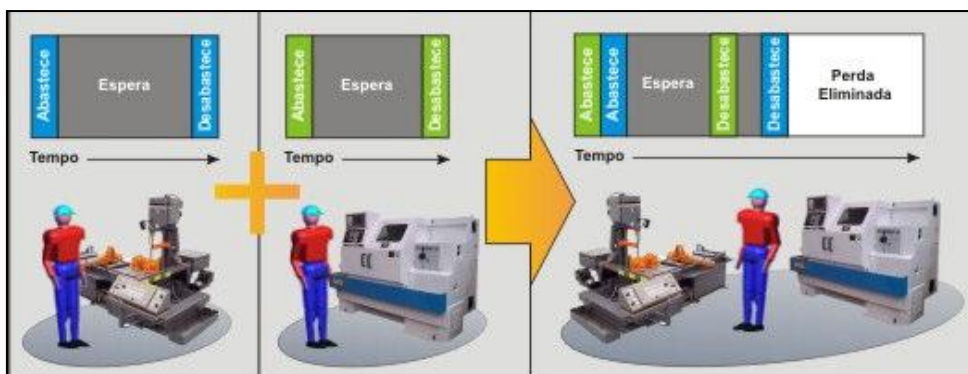 Abastece
Espera
Desabastece
Tempo
Abastece
Espera
Desabastece
Tempo
Abastece
Abastece
Espera
Desabastece
Desabastece
Perda
Eliminada
Tempo